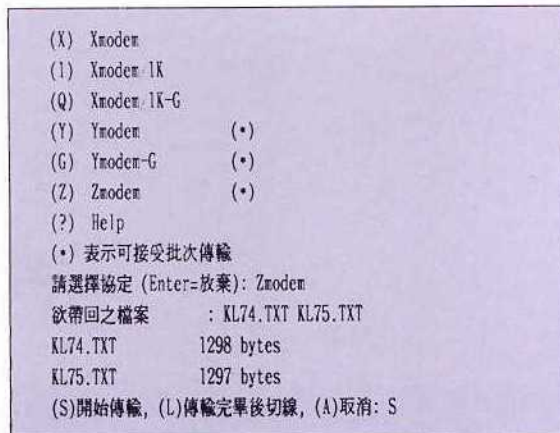 (X) Xmodem
(1) Xmodem/1K
(Q) Xmodem/1K-G
(Y) Ymodem (•)
(G) Ymodem-G (•)
(Z) Zmodem (•)
(?) Help
(•) 表示可接受批次傳輸
請選擇協定 (Enter=放棄): Zmodem
欲帶回之檔案 : KL74.TXT KL75.TXT
KL74.TXT 1298 bytes
KL75.TXT 1297 bytes
(S)開始傳輸, (L)傳輸完畢後切線, (A)取消: S